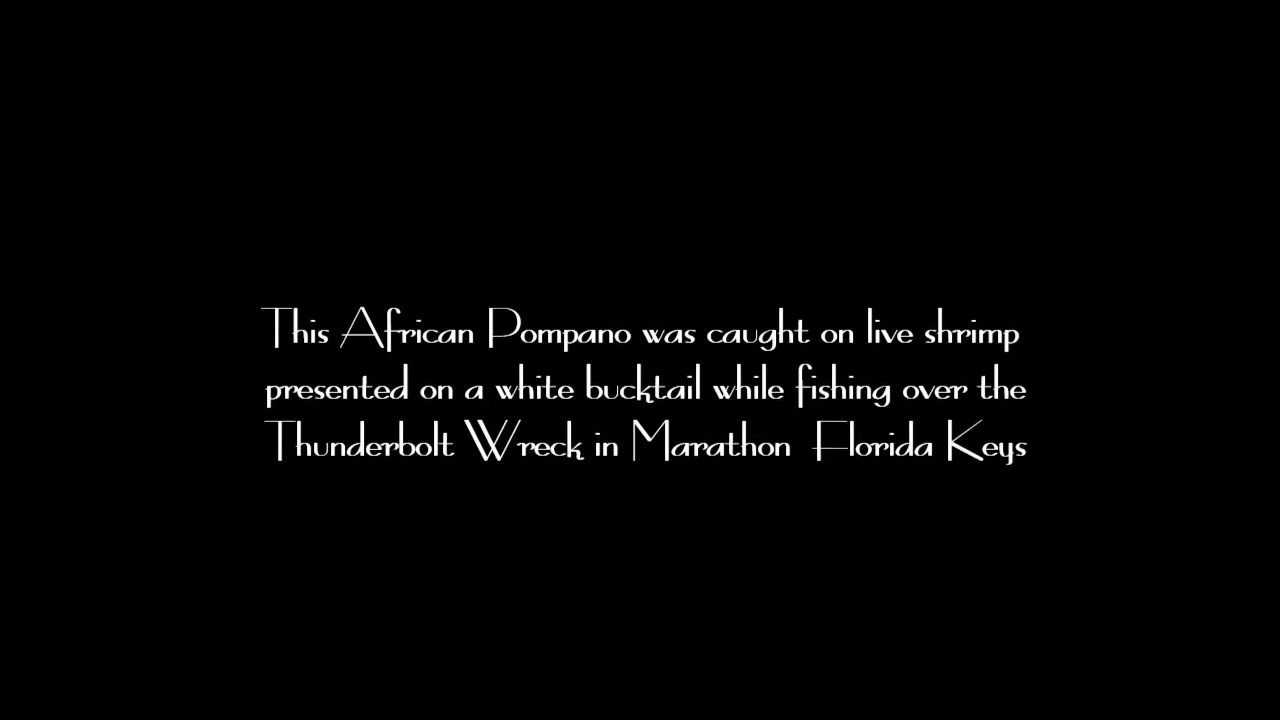 This African Pompano was caught on live shrimp
presented on a white bucktail while fishing over the
Thunderbolt Wreck in Marathon Florida Keys